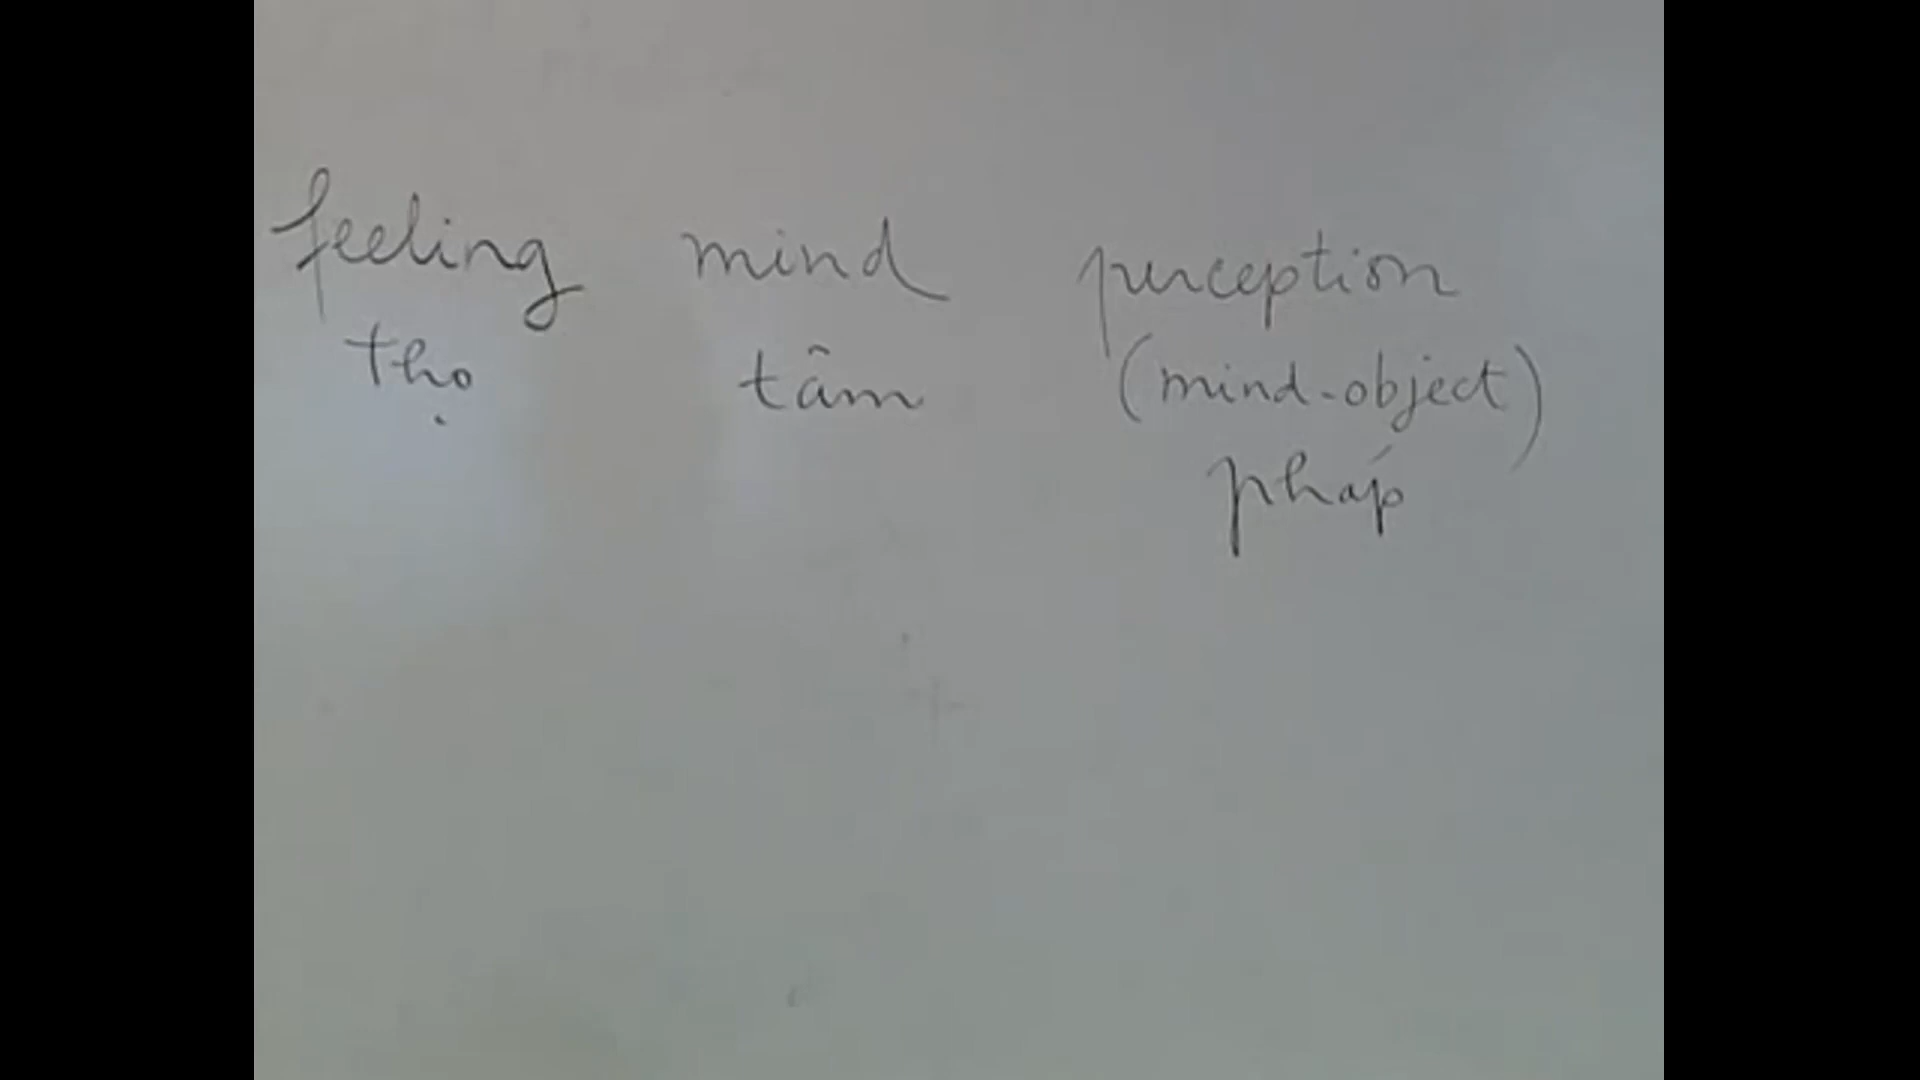 feeling mind perception
thọ tâm (mind-object)
pháp